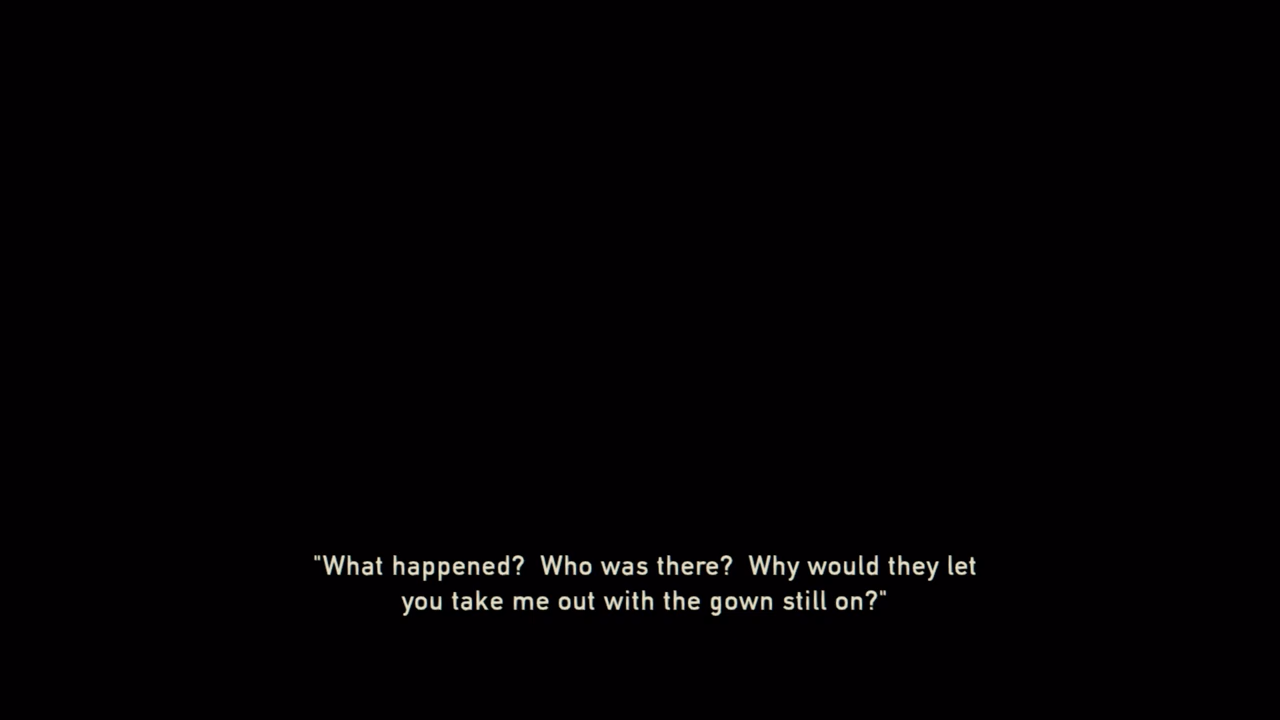 "What happened?  Who was there?  Why would they let
you take me out with the gown still on?"